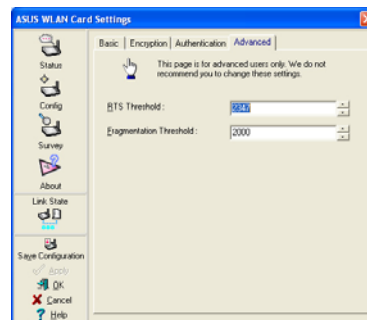 ASUS WLAN Card Settings
Status
Config
Survey
About
Link State
Save Configuration
Apply
OK
Cancel
Help
Basic
Encryption
Authentication
Advanced
This page is for advanced users only. We do not
recommend you to change these settings.
RTS Threshold :
2347
Fragmentation Threshold :
2000